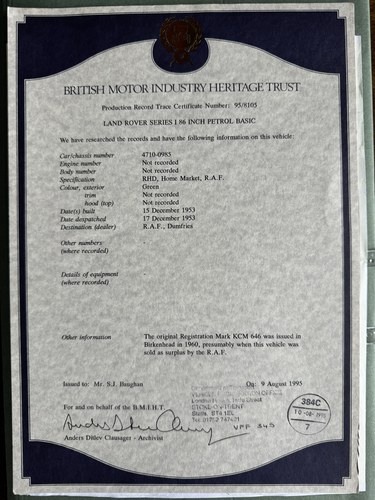 BRITISH MOTOR INDUSTRY HERITAGE TRUST
Production Record Trace Certificate Number: 95/8105
LAND ROVER SERIES I 86 INCH PETROL BASIC
We have researched the records and have the following information on this vehicle:
Car/chassis number 4710-0985
Engine number Not recorded
Body number Not recorded
Specification RHD, Home Market, R.A.F.
Colour, exterior Green
trim Not recorded
hood (top) Not recorded
Date(s) built 15 December 1953
Date despatched 17 December 1953
Destination (dealer) R.A.F., Dumfries
Other numbers
(where recorded)
Details of equipment
(where recorded)
Other information The original Registration Mark KCM 646 was issued in
Birkenhead in 1960, presumably when this vehicle was
sold as surplus by the R.A.F.
Issued to: Mr. S.J. Banghan On: 9 August 1995
For and on behalf of the B.M.I.H.T.
STOKE-ON-TRENT
384C
7
Anders Ditlev Clausager - Archivist